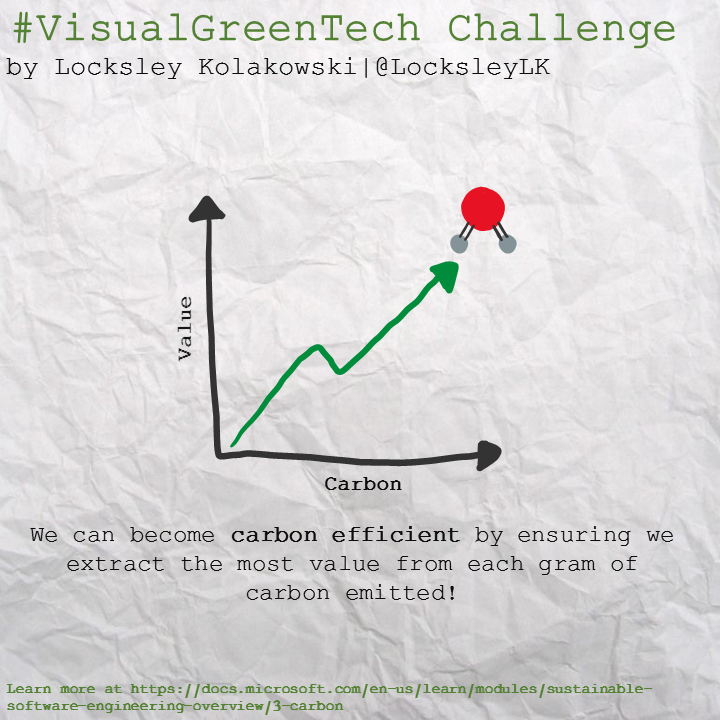 #VisualGreenTech Challenge
by Locksley Kolakowski|@LocksleyLK
Value
Carbon
We can become carbon efficient by ensuring we
extract the most value from each gram of
carbon emitted!
Learn more at https://docs.microsoft.com/en-us/learn/modules/sustainable-
software-engineering-overview/3-carbon